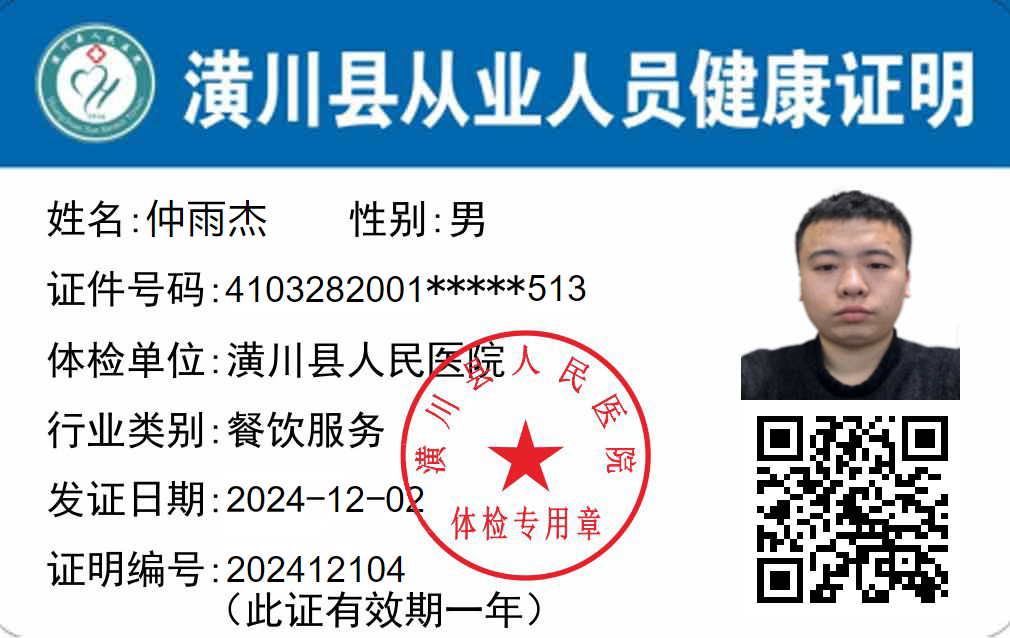 潢川县从业人员健康证明
姓名:仲雨杰 性别:男
证件号码:4103282001*****513
体检单位:潢川县人民医院
行业类别:餐饮服务
发证日期:2024-12-02
证明编号:202412104
(此证有效期一年)
潢川县人民医院
体检专用章